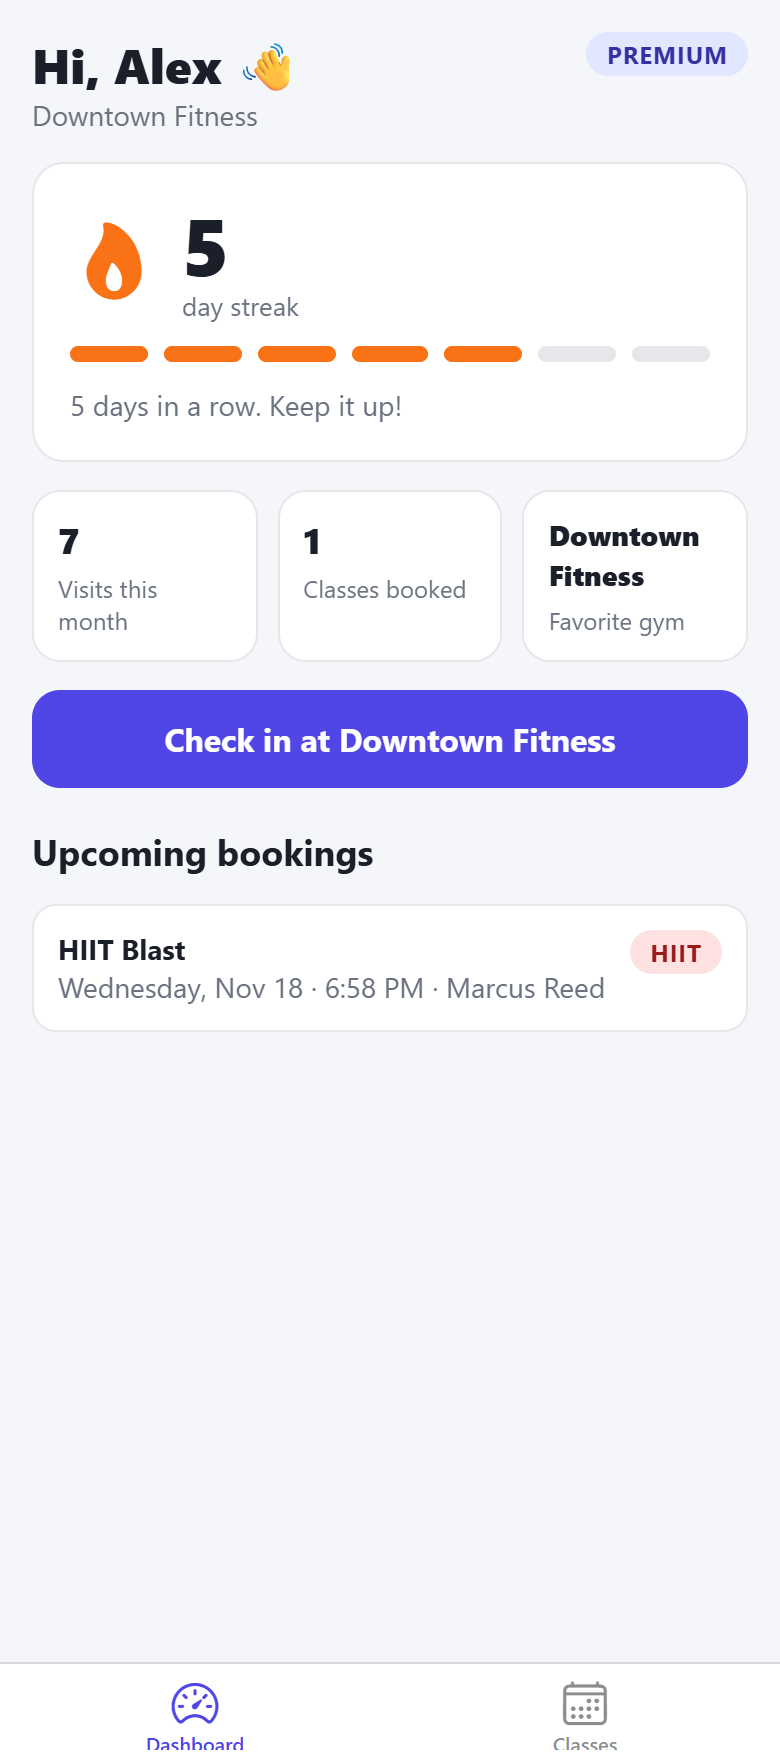 Hi, Alex 👋
PREMIUM
Downtown Fitness
5
day streak
5 days in a row. Keep it up!
7
Visits this
month
1
Classes booked
Downtown
Fitness
Favorite gym
Check in at Downtown Fitness
Upcoming bookings
HIIT Blast
HIIT
Wednesday, Nov 18 · 6:58 PM · Marcus Reed
Dashboard
Classes